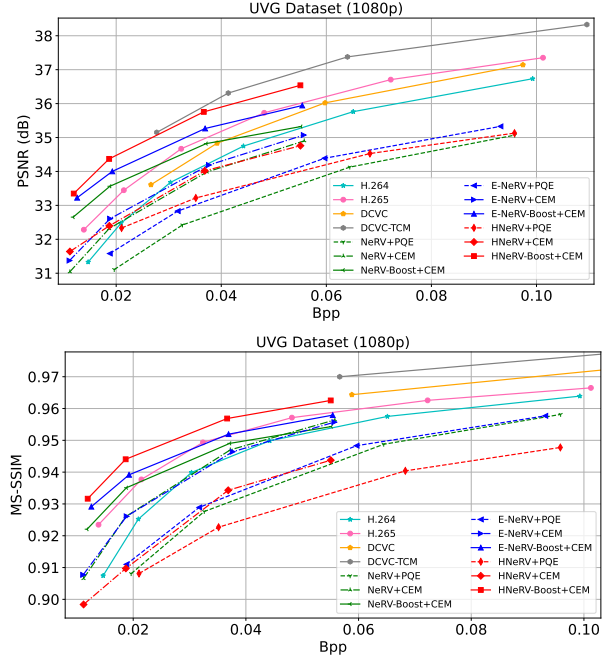 UVG Dataset (1080p)
38
37
36
35
34
33
32
31
PSNR (dB)
H.264
H.265
DCVC
DCVC-TCM
NeRV+PQE
NeRV+CEM
NeRV-Boost+CEM
E-NeRV+PQE
E-NeRV+CEM
E-NeRV-Boost+CEM
HNeRV+PQE
HNeRV+CEM
HNeRV-Boost+CEM
0.02 0.04 0.06 0.08 0.10
Bpp
UVG Dataset (1080p)
0.97
0.96
0.95
0.94
0.93
0.92
0.91
0.90
MS-SSIM
H.264
H.265
DCVC
DCVC-TCM
NeRV+PQE
NeRV+CEM
NeRV-Boost+CEM
E-NeRV+PQE
E-NeRV+CEM
E-NeRV-Boost+CEM
HNeRV+PQE
HNeRV+CEM
HNeRV-Boost+CEM
0.02 0.04 0.06 0.08 0.10
Bpp